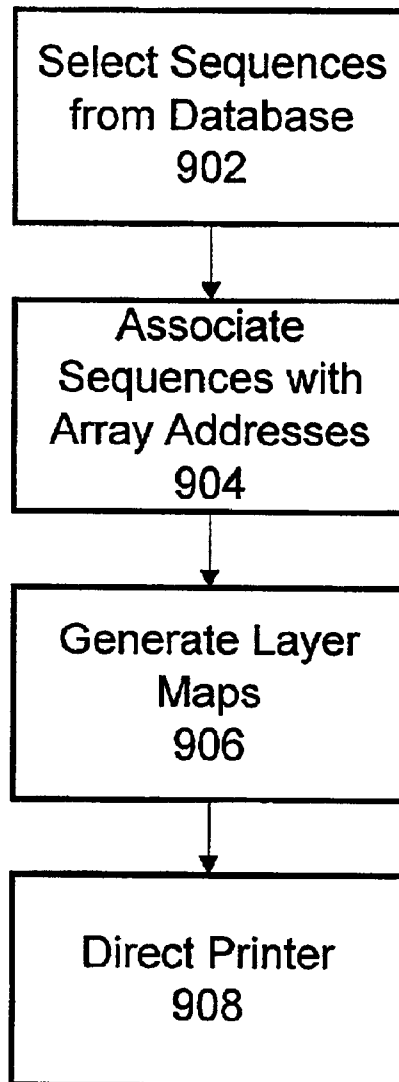 Select Sequences
from Database
902
Associate
Sequences with
Array Addresses
904
Generate Layer
Maps
906
Direct Printer
908